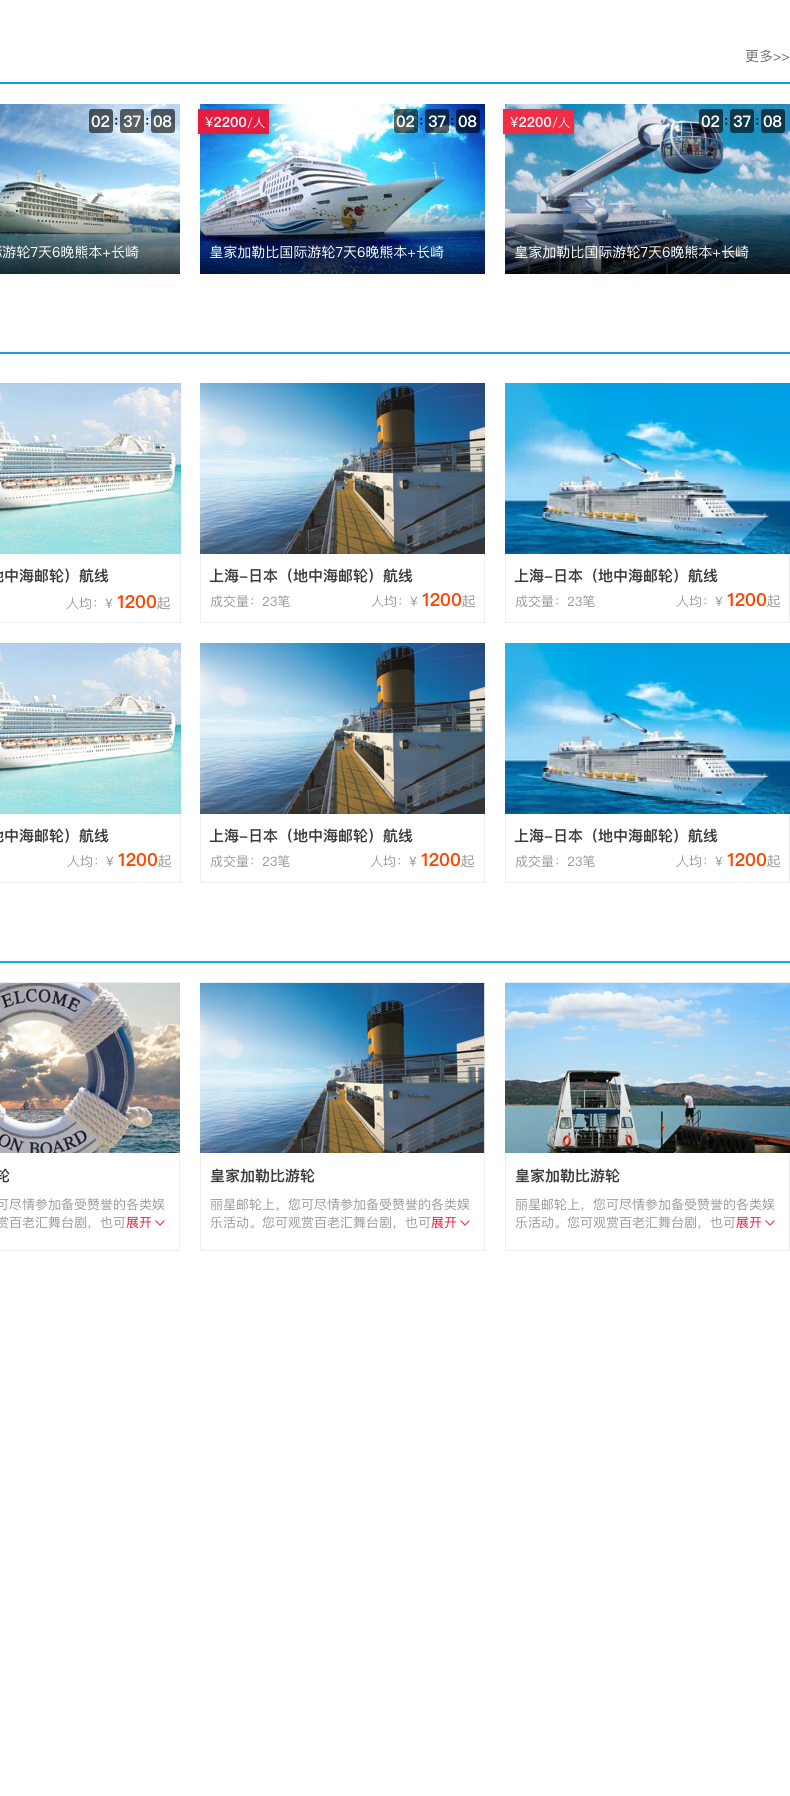 更多>>
02:37:08
¥2200/人
02:37:08
¥2200/人
02:37:08
游轮7天6晚熊本+长崎
皇家加勒比国际游轮7天6晚熊本+长崎
皇家加勒比国际游轮7天6晚熊本+长崎
中海邮轮）航线
上海-日本（地中海邮轮）航线
上海-日本（地中海邮轮）航线
人均：¥ 1200起
成交量：23笔 人均：¥ 1200起
成交量：23笔 人均：¥ 1200起
中海邮轮）航线
上海-日本（地中海邮轮）航线
上海-日本（地中海邮轮）航线
人均：¥ 1200起
成交量：23笔 人均：¥ 1200起
成交量：23笔 人均：¥ 1200起
ELCOME
ON BOARD
轮
可尽情参加备受赞誉的各类娱
赏百老汇舞台剧，也可展开
皇家加勒比游轮
丽星邮轮上，您可尽情参加备受赞誉的各类娱
乐活动。您可观赏百老汇舞台剧，也可展开
皇家加勒比游轮
丽星邮轮上，您可尽情参加备受赞誉的各类娱
乐活动。您可观赏百老汇舞台剧，也可展开